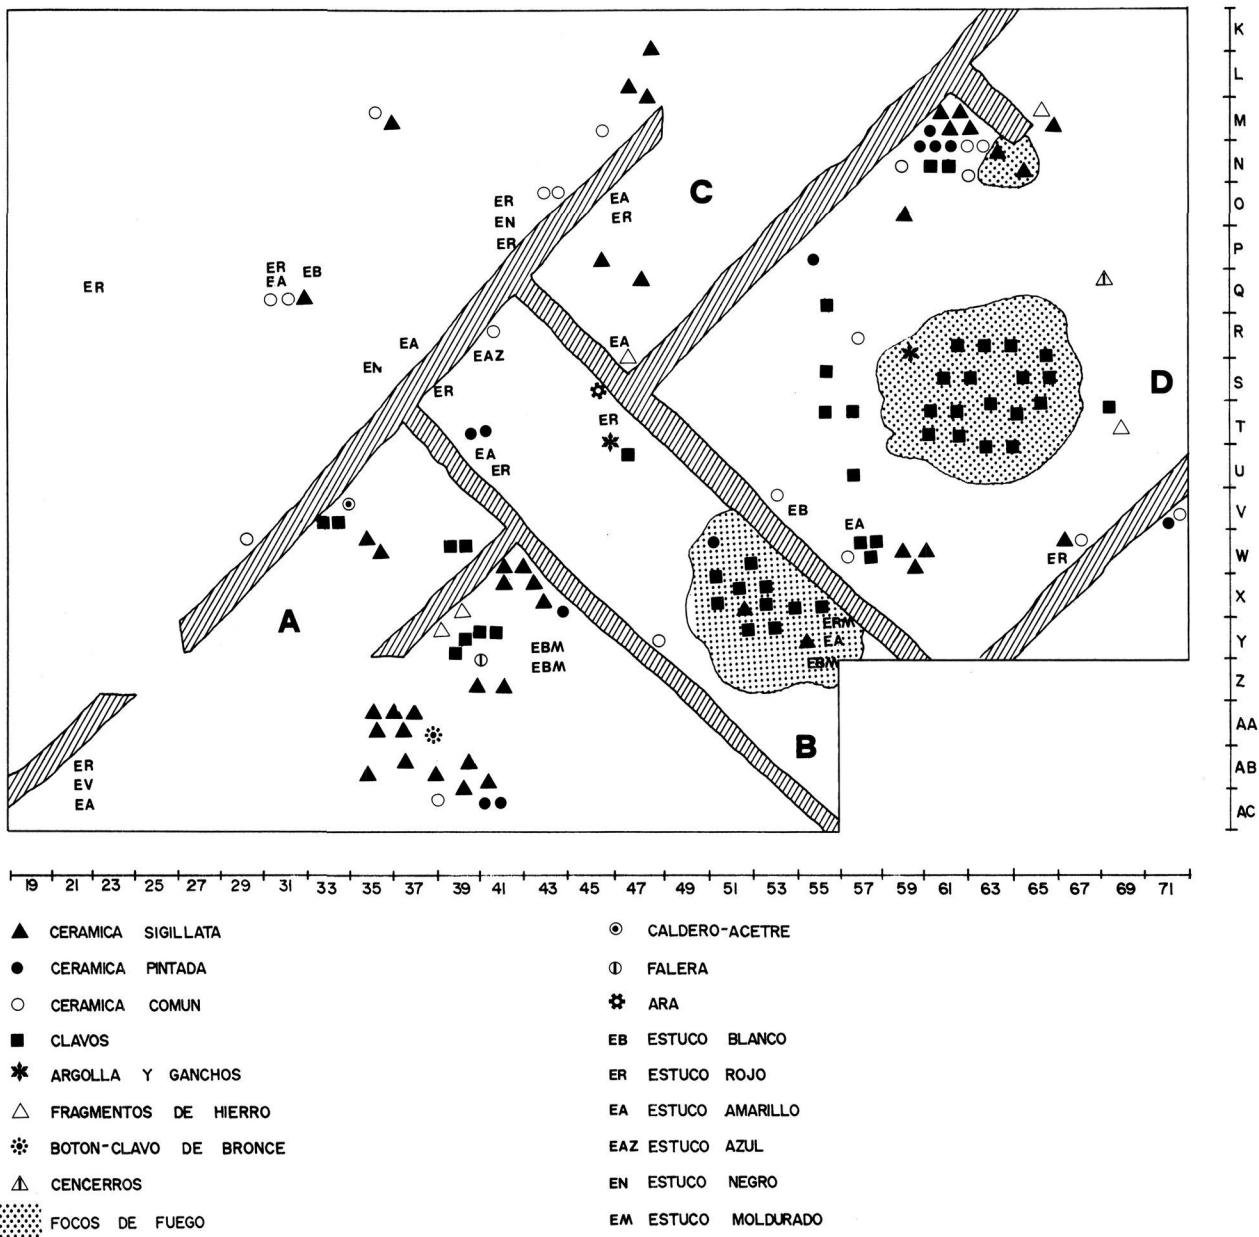 K
L
M
N
O
P
Q
R
S
T
U
V
W
X
Y
Z
AA
AB
AC
ER
EN
ER
EA
ER
C
ER
EA
EB
ER
EA
EN
EAZ
EA
ER
ER
EA
ER
D
EB
EA
ER
A
EBM
EBM
ERM
EA
EBM
B
ER
EV
EA
19 21 23 25 27 29 31 33 35 37 39 41 43 45 47 49 51 53 55 57 59 61 63 65 67 69 71
CERAMICA SIGILLATA
CERAMICA PINTADA
CERAMICA COMUN
CLAVOS
ARGOLLA Y GANCHOS
FRAGMENTOS DE HIERRO
BOTON-CLAVO DE BRONCE
CENCERROS
FOCOS DE FUEGO
CALDERO-ACETRE
FALERA
ARA
EB ESTUCO BLANCO
ER ESTUCO ROJO
EA ESTUCO AMARILLO
EAZ ESTUCO AZUL
EN ESTUCO NEGRO
EM ESTUCO MOLDURADO